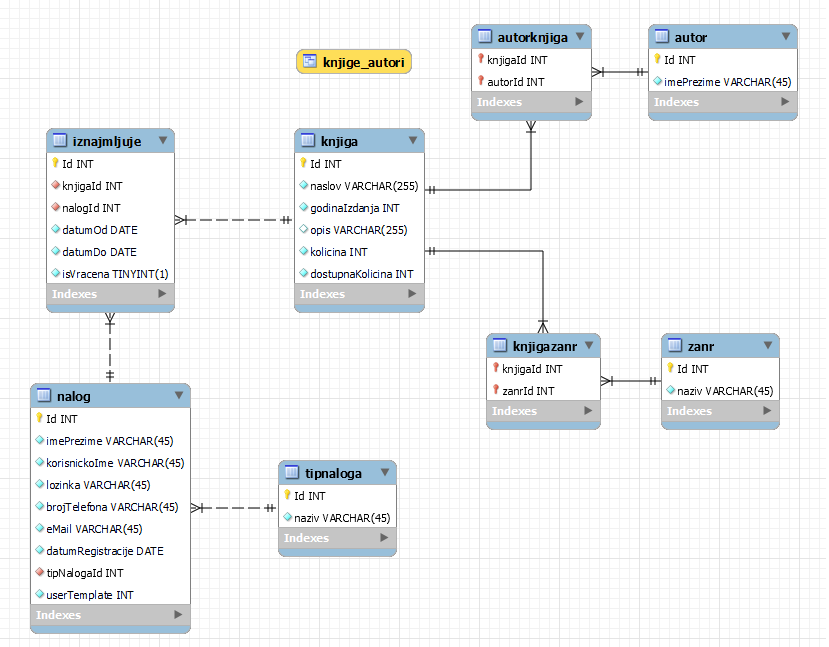 knjige_autori
autorknjiga
knjigaId INT
autorId INT
Indexes
autor
Id INT
imePrezime VARCHAR(45)
Indexes
iznajmljuje
Id INT
knjigaId INT
nalogId INT
datumOd DATE
datumDo DATE
isVracena TINYINT(1)
Indexes
knjiga
Id INT
naslov VARCHAR(255)
godinaIzdanja INT
opis VARCHAR(255)
kolicina INT
dostupnaKolicina INT
Indexes
knjigazanr
knjigaId INT
zanrId INT
Indexes
zanr
Id INT
naziv VARCHAR(45)
Indexes
nalog
Id INT
imePrezime VARCHAR(45)
korisnickoIme VARCHAR(45)
lozinka VARCHAR(45)
brojTelefona VARCHAR(45)
eMail VARCHAR(45)
datumRegistracije DATE
tipNalogaId INT
userTemplate INT
Indexes
tipnaloga
Id INT
naziv VARCHAR(45)
Indexes